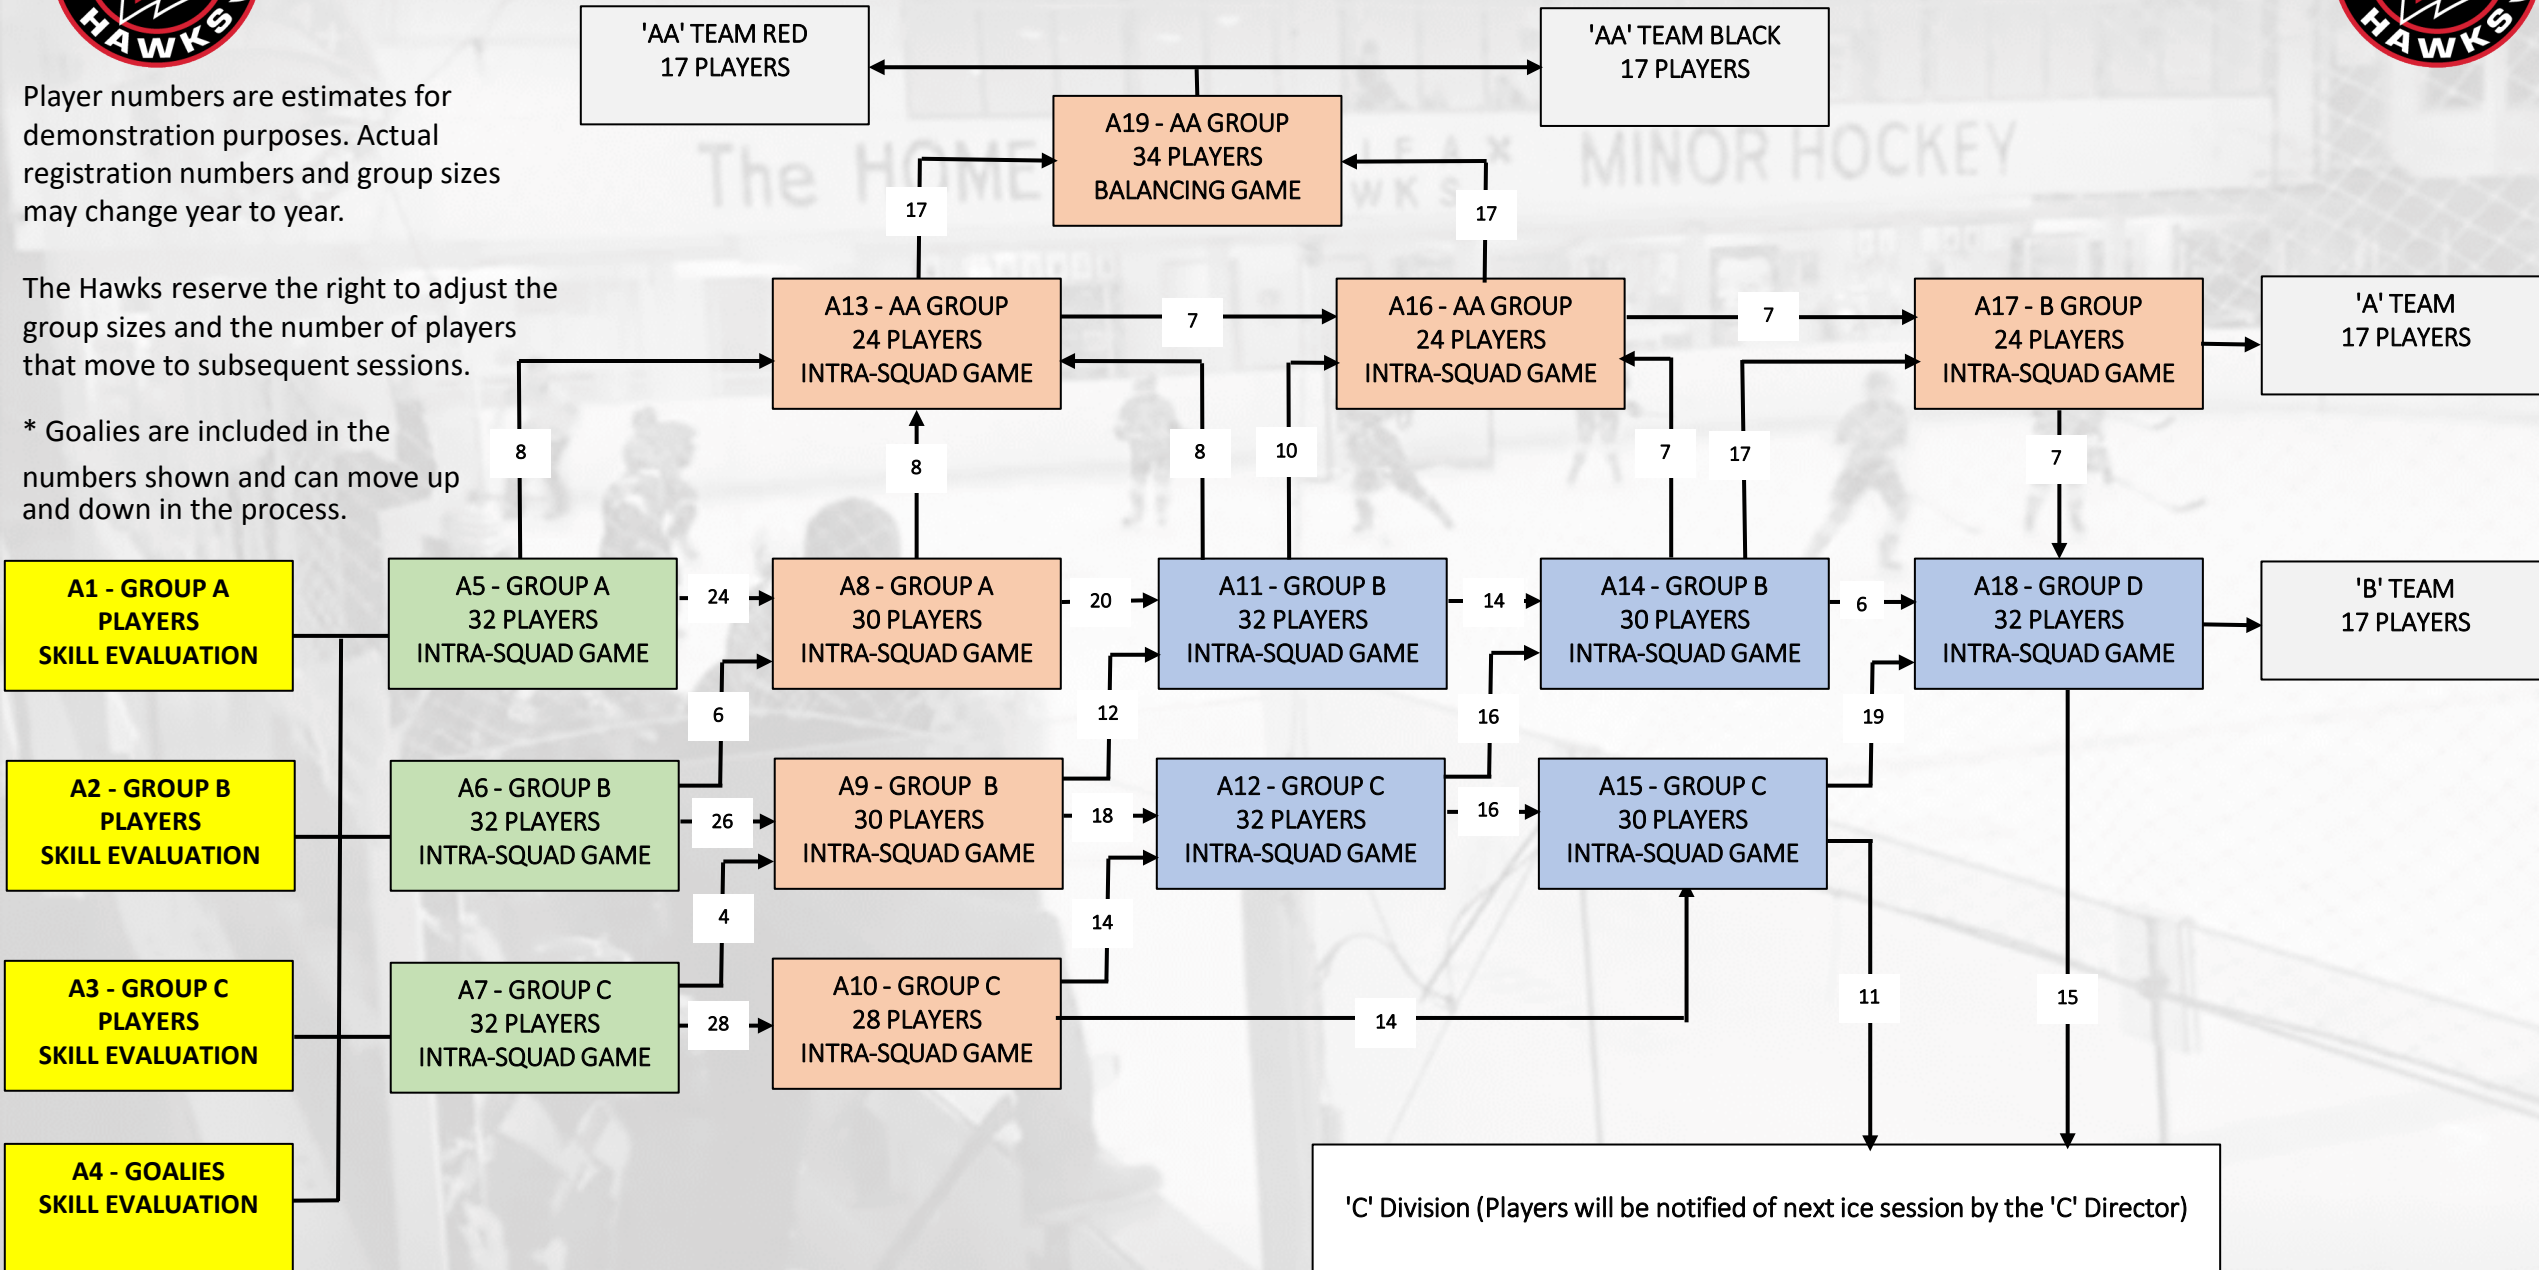 HAWKS
HAWKS
'AA' TEAM RED
17 PLAYERS
'AA' TEAM BLACK
17 PLAYERS
Player numbers are estimates for
demonstration purposes. Actual
registration numbers and group sizes
may change year to year.
The Hawks reserve the right to adjust the
group sizes and the number of players
that move to subsequent sessions.
* Goalies are included in the
numbers shown and can move up
and down in the process.
A19 - AA GROUP
34 PLAYERS
BALANCING GAME
The HOME
MINOR HOCKEY
17
17
A13 - AA GROUP
24 PLAYERS
INTRA-SQUAD GAME
7
A16 - AA GROUP
24 PLAYERS
INTRA-SQUAD GAME
7
A17 - B GROUP
24 PLAYERS
INTRA-SQUAD GAME
'A' TEAM
17 PLAYERS
8
8
8
10
7
17
7
A1 - GROUP A
PLAYERS
SKILL EVALUATION
A5 - GROUP A
32 PLAYERS
INTRA-SQUAD GAME
24
A8 - GROUP A
30 PLAYERS
INTRA-SQUAD GAME
20
A11 - GROUP B
32 PLAYERS
INTRA-SQUAD GAME
14
A14 - GROUP B
30 PLAYERS
INTRA-SQUAD GAME
6
A18 - GROUP D
32 PLAYERS
INTRA-SQUAD GAME
'B' TEAM
17 PLAYERS
6
12
16
19
A2 - GROUP B
PLAYERS
SKILL EVALUATION
A6 - GROUP B
32 PLAYERS
INTRA-SQUAD GAME
26
A9 - GROUP  B
30 PLAYERS
INTRA-SQUAD GAME
18
A12 - GROUP C
32 PLAYERS
INTRA-SQUAD GAME
16
A15 - GROUP C
30 PLAYERS
INTRA-SQUAD GAME
4
14
A3 - GROUP C
PLAYERS
SKILL EVALUATION
A7 - GROUP C
32 PLAYERS
INTRA-SQUAD GAME
28
A10 - GROUP C
28 PLAYERS
INTRA-SQUAD GAME
14
11
15
A4 - GOALIES
SKILL EVALUATION
'C' Division (Players will be notified of next ice session by the 'C' Director)